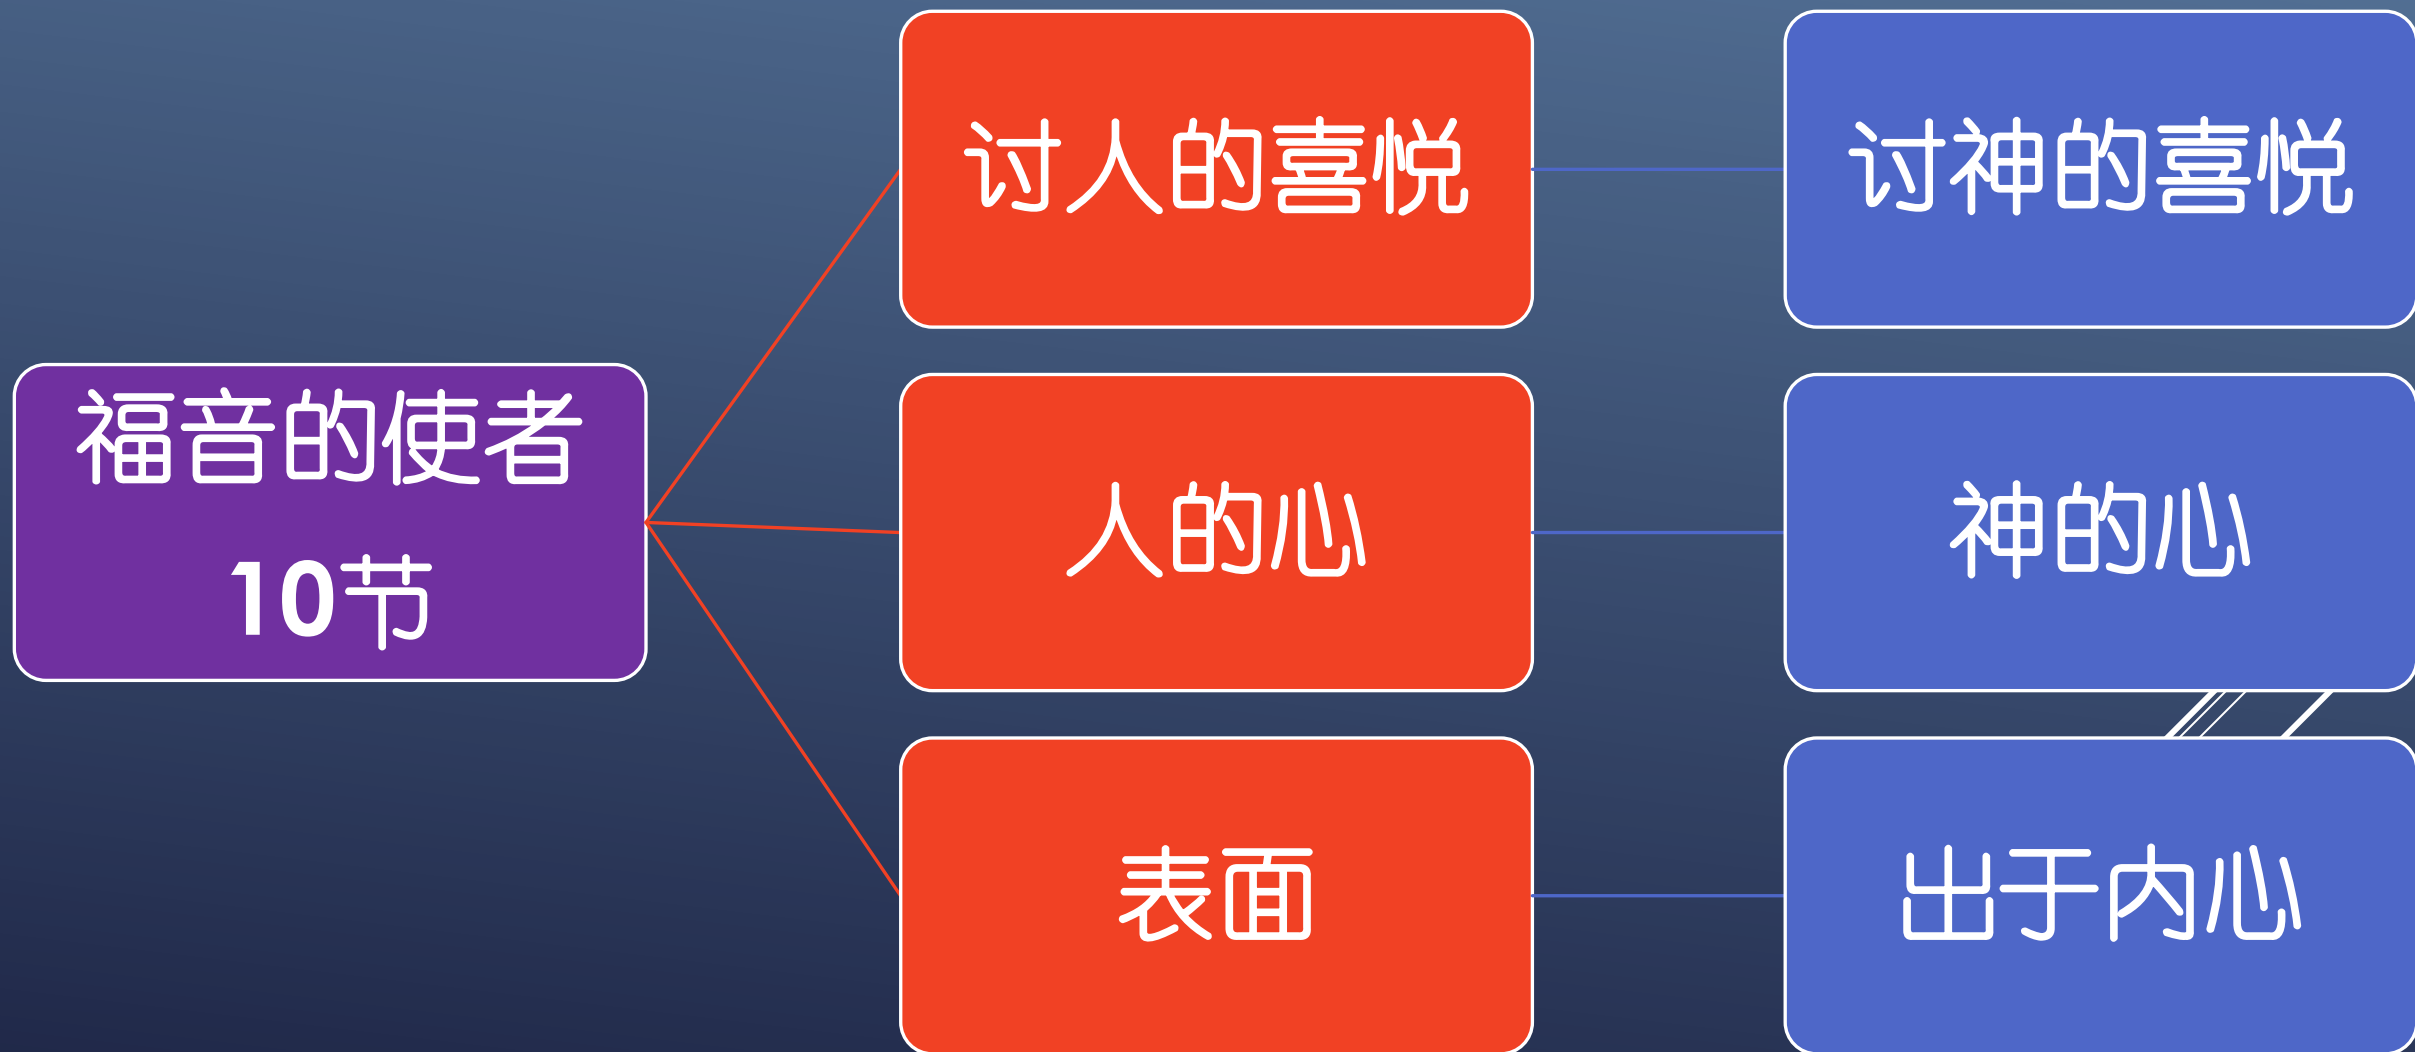 福音的使者
10节
讨人的喜悦
讨神的喜悦
人的心
神的心
表面
出于内心